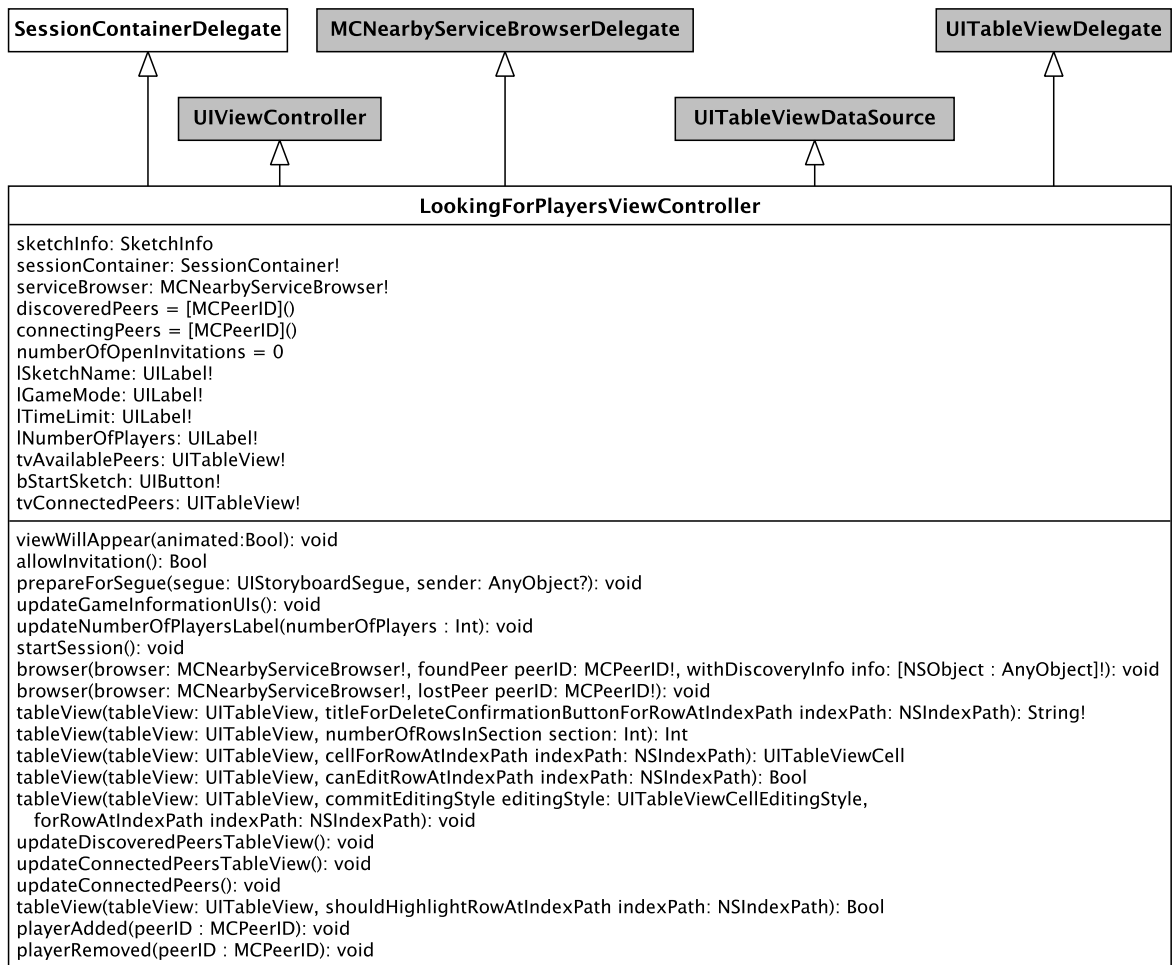 SessionContainerDelegate
MCNearbyServiceBrowserDelegate
UITableViewDelegate
UIViewController
UITableViewDataSource
LookingForPlayersViewController
sketchInfo: SketchInfo
sessionContainer: SessionContainer!
serviceBrowser: MCNearbyServiceBrowser!
discoveredPeers = [MCPeerID]()
connectingPeers = [MCPeerID]()
numberOfOpenInvitations = 0
lSketchName: UILabel!
lGameMode: UILabel!
lTimeLimit: UILabel!
lNumberOfPlayers: UILabel!
tvAvailablePeers: UITableView!
bStartSketch: UIButton!
tvConnectedPeers: UITableView!
viewWillAppear(animated:Bool): void
allowInvitation(): Bool
prepareForSegue(segue: UIStoryboardSegue, sender: AnyObject?): void
updateGameInformationUIs(): void
updateNumberOfPlayersLabel(numberOfPlayers : Int): void
startSession(): void
browser(browser: MCNearbyServiceBrowser!, foundPeer peerID: MCPeerID!, withDiscoveryInfo info: [NSObject : AnyObject]!): void
browser(browser: MCNearbyServiceBrowser!, lostPeer peerID: MCPeerID!): void
tableView(tableView: UITableView, titleForDeleteConfirmationButtonForRowAtIndexPath indexPath: NSIndexPath): String!
tableView(tableView: UITableView, numberOfRowsInSection section: Int): Int
tableView(tableView: UITableView, cellForRowAtIndexPath indexPath: NSIndexPath): UITableViewCell
tableView(tableView: UITableView, canEditRowAtIndexPath indexPath: NSIndexPath): Bool
tableView(tableView: UITableView, commitEditingStyle editingStyle: UITableViewCellEditingStyle,
forRowAtIndexPath indexPath: NSIndexPath): void
updateDiscoveredPeersTableView(): void
updateConnectedPeersTableView(): void
updateConnectedPeers(): void
tableView(tableView: UITableView, shouldHighlightRowAtIndexPath indexPath: NSIndexPath): Bool
playerAdded(peerID : MCPeerID): void
playerRemoved(peerID : MCPeerID): void